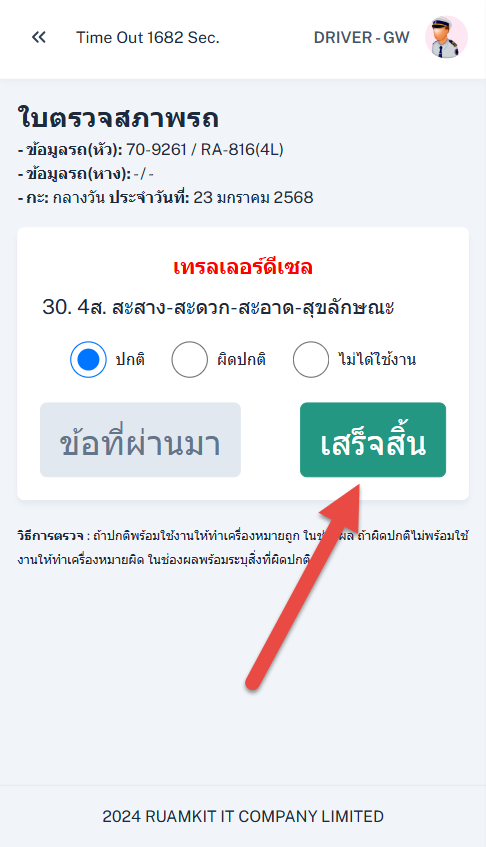 Time Out 1682 Sec.
DRIVER - GW
ใบตรวจสภาพรถ
- ข้อมูลรถ(หัว): 70-9261 / RA-816(4L)
- ข้อมูลรถ(หาง): - / -
- กะ: กลางวัน ประจำวันที่: 23 มกราคม 2568
เทรลเลอร์ดีเซล
30. 4ส. สะสาง-สะดวก-สะอาด-สุขลักษณะ
ปกติ ผิดปกติ ไม่ได้ใช้งาน
ข้อที่ผ่านมา เสร็จสิ้น
วิธีการตรวจ : ถ้าปกติพร้อมใช้งานให้ทำเครื่องหมายถูก ในช่องผล ถ้าผิดปกติไม่พร้อมใช้
งานให้ทำเครื่องหมายผิด ในช่องผลพร้อมระบุสิ่งที่ผิดปกติ
2024 RUAMKIT IT COMPANY LIMITED